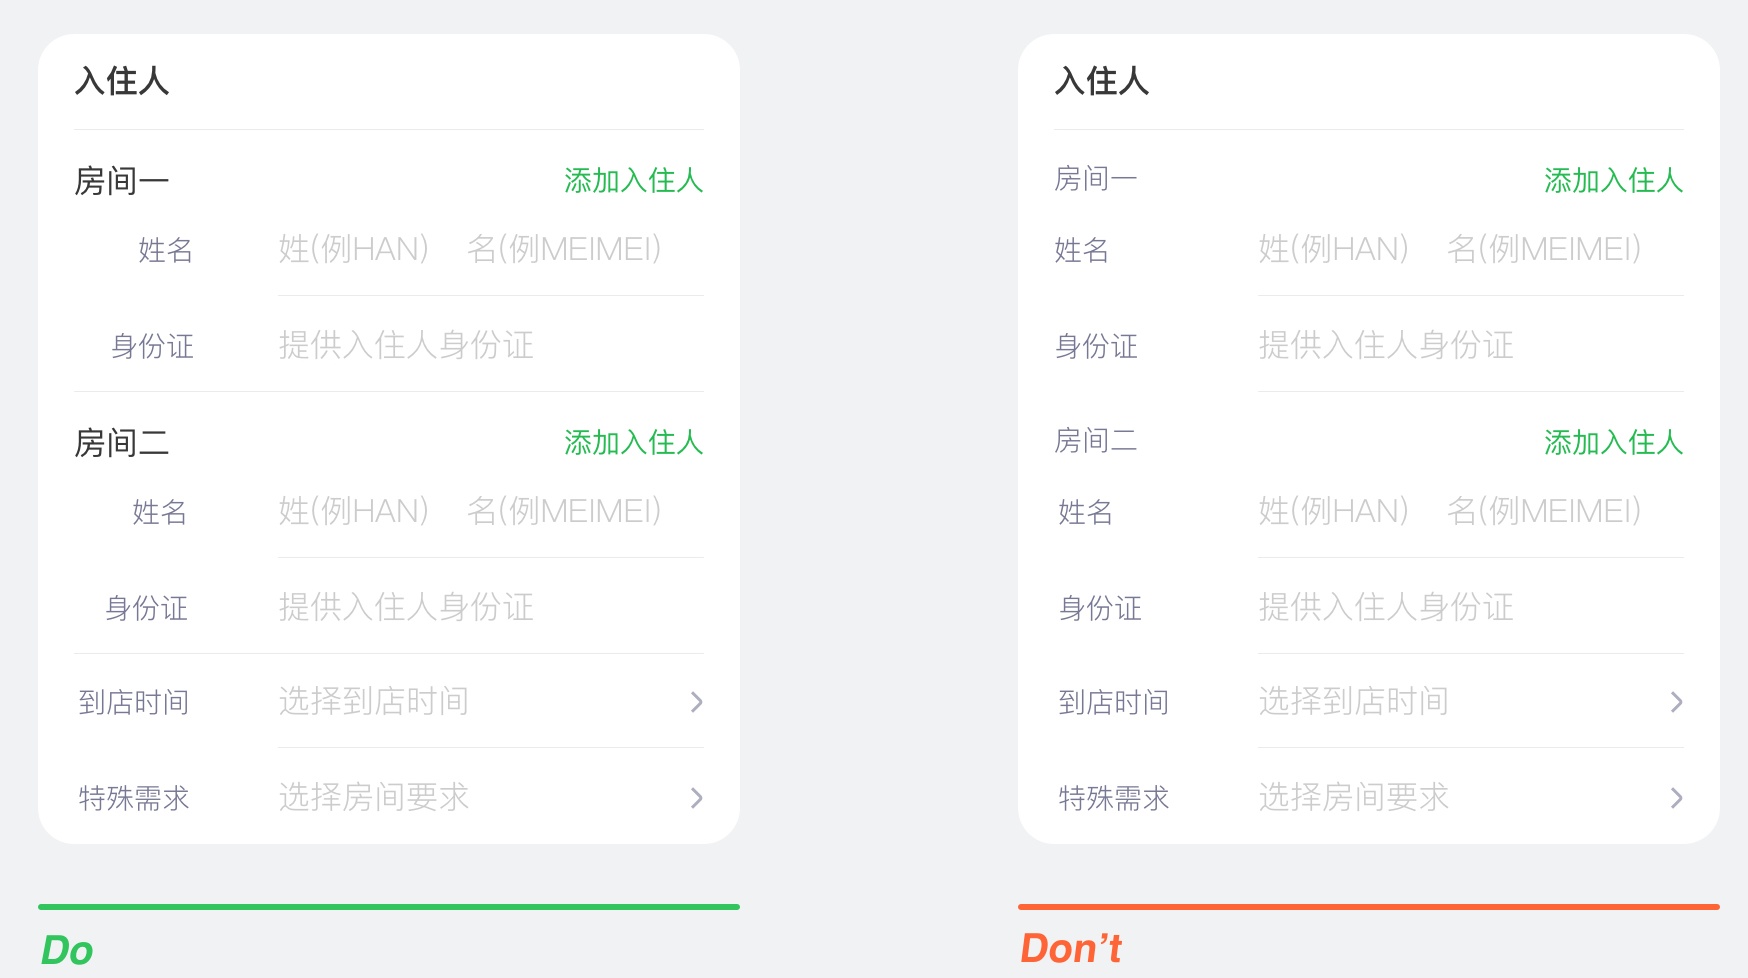 入住人
房间一 添加入住人
姓名 姓(例HAN) 名(例MEIMEI)
身份证 提供入住人身份证
房间二 添加入住人
姓名 姓(例HAN) 名(例MEIMEI)
身份证 提供入住人身份证
到店时间 选择到店时间
特殊需求 选择房间要求
Do
入住人
房间一 添加入住人
姓名 姓(例HAN) 名(例MEIMEI)
身份证 提供入住人身份证
房间二 添加入住人
姓名 姓(例HAN) 名(例MEIMEI)
身份证 提供入住人身份证
到店时间 选择到店时间
特殊需求 选择房间要求
Don’t